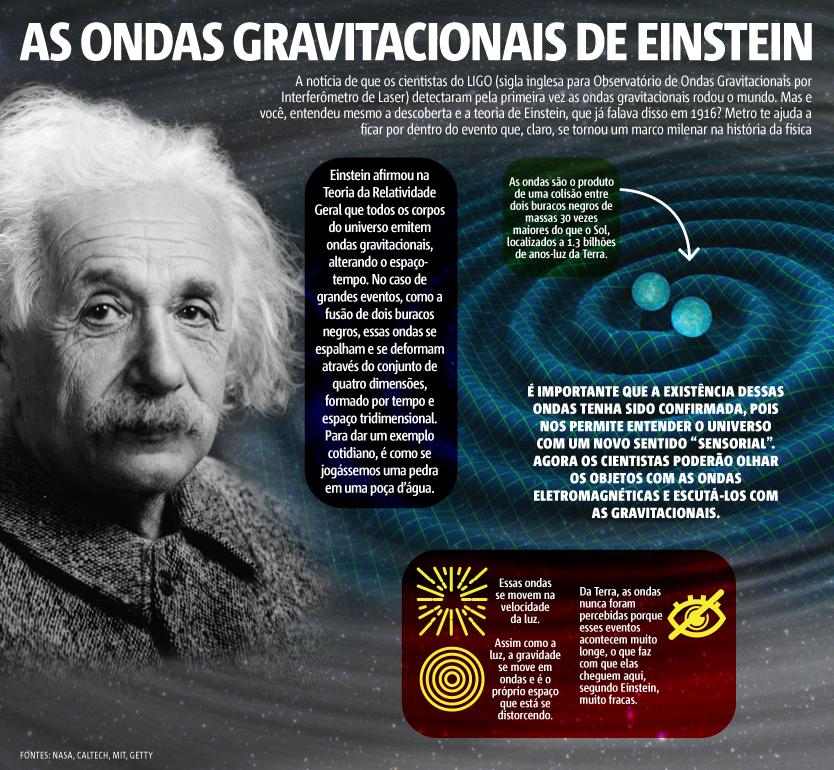 AS ONDAS GRAVITACIONAIS DE EINSTEIN
A notícia de que os cientistas do LIGO (sigla inglesa para Observatório de Ondas Gravitacionais por
Interferômetro de Laser) detectaram pela primeira vez as ondas gravitacionais rodou o mundo. Mas e
você, entendeu mesmo a descoberta e a teoria de Einstein, que já falava disso em 1916? Metro te ajuda a
ficar por dentro do evento que, claro, se tornou um marco milenar na história da física
Einstein afirmou na
Teoria da Relatividade
Geral que todos os corpos
do universo emitem
ondas gravitacionais,
alterando o espaço-
tempo. No caso de
grandes eventos, como a
fusão de dois buracos
negros, essas ondas se
espalham e se deformam
através do conjunto de
quatro dimensões,
formado por tempo e
espaço tridimensional.
Para dar um exemplo
cotidiano, é como se
jogássemos uma pedra
em uma poça d'água.
As ondas são o produto
de uma colisão entre
dois buracos negros de
massas 30 vezes
maiores do que o Sol,
localizados a 1.3 bilhões
de anos-luz da Terra.
É IMPORTANTE QUE A EXISTÊNCIA DESSAS
ONDAS TENHA SIDO CONFIRMADA, POIS
NOS PERMITE ENTENDER O UNIVERSO
COM UM NOVO SENTIDO “SENSORIAL”.
AGORA OS CIENTISTAS PODERÃO OLHAR
OS OBJETOS COM AS ONDAS
ELETROMAGNÉTICAS E ESCUTÁ-LOS COM
AS GRAVITACIONAIS.
Essas ondas
se movem na
velocidade
da luz.
Assim como a
luz, a gravidade
se move em
ondas e é o
próprio espaço
que está se
distorcendo.
Da Terra, as ondas
nunca foram
percebidas porque
esses eventos
acontecem muito
longe, o que faz
com que elas
cheguem aqui,
segundo Einstein,
muito fracas.
FONTES: NASA, CALTECH, MIT, GETTY